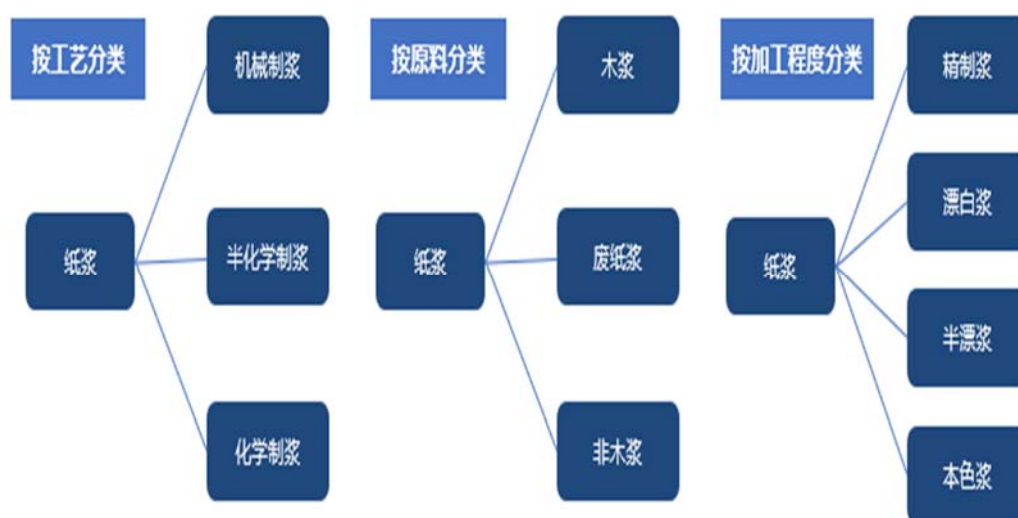 按工艺分类
机械制浆
纸浆
半化学制浆
化学制浆
按原料分类
木浆
纸浆
废纸浆
非木浆
按加工程度分类
精制浆
漂白浆
纸浆
半漂浆
本色浆